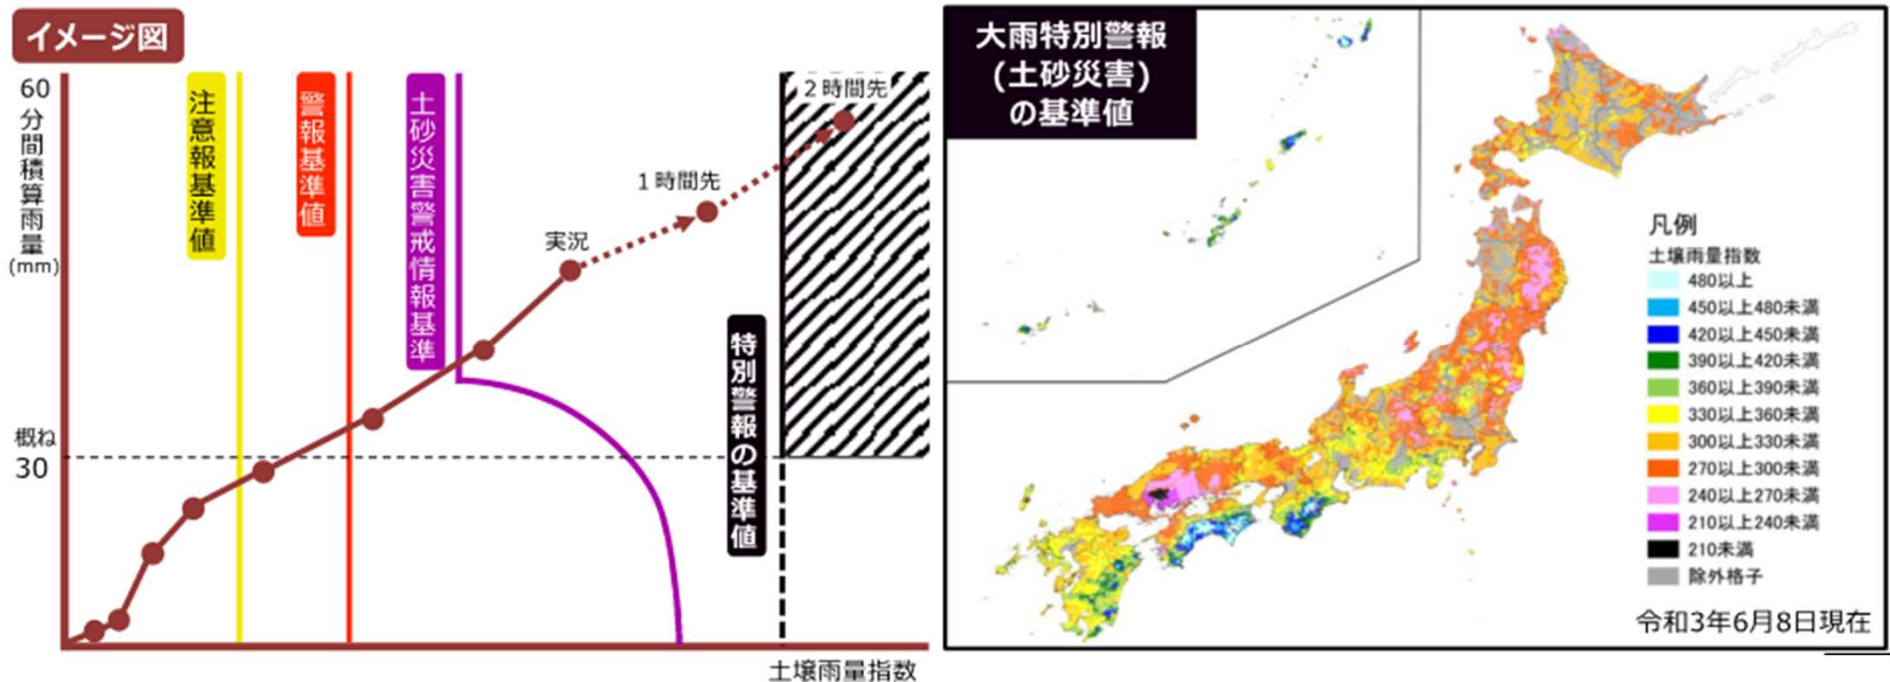 イメージ図
60
分間積算雨量
(mm)
概ね
30
注意報基準値
警報基準値
土砂災害警戒情報基準
実況
1時間先
2時間先
特別警報の基準値
土壌雨量指数
大雨特別警報
(土砂災害)
の基準値
凡例
土壌雨量指数
480以上
450以上480未満
420以上450未満
390以上420未満
360以上390未満
330以上360未満
300以上330未満
270以上300未満
240以上270未満
210以上240未満
210未満
除外格子
令和3年6月8日現在